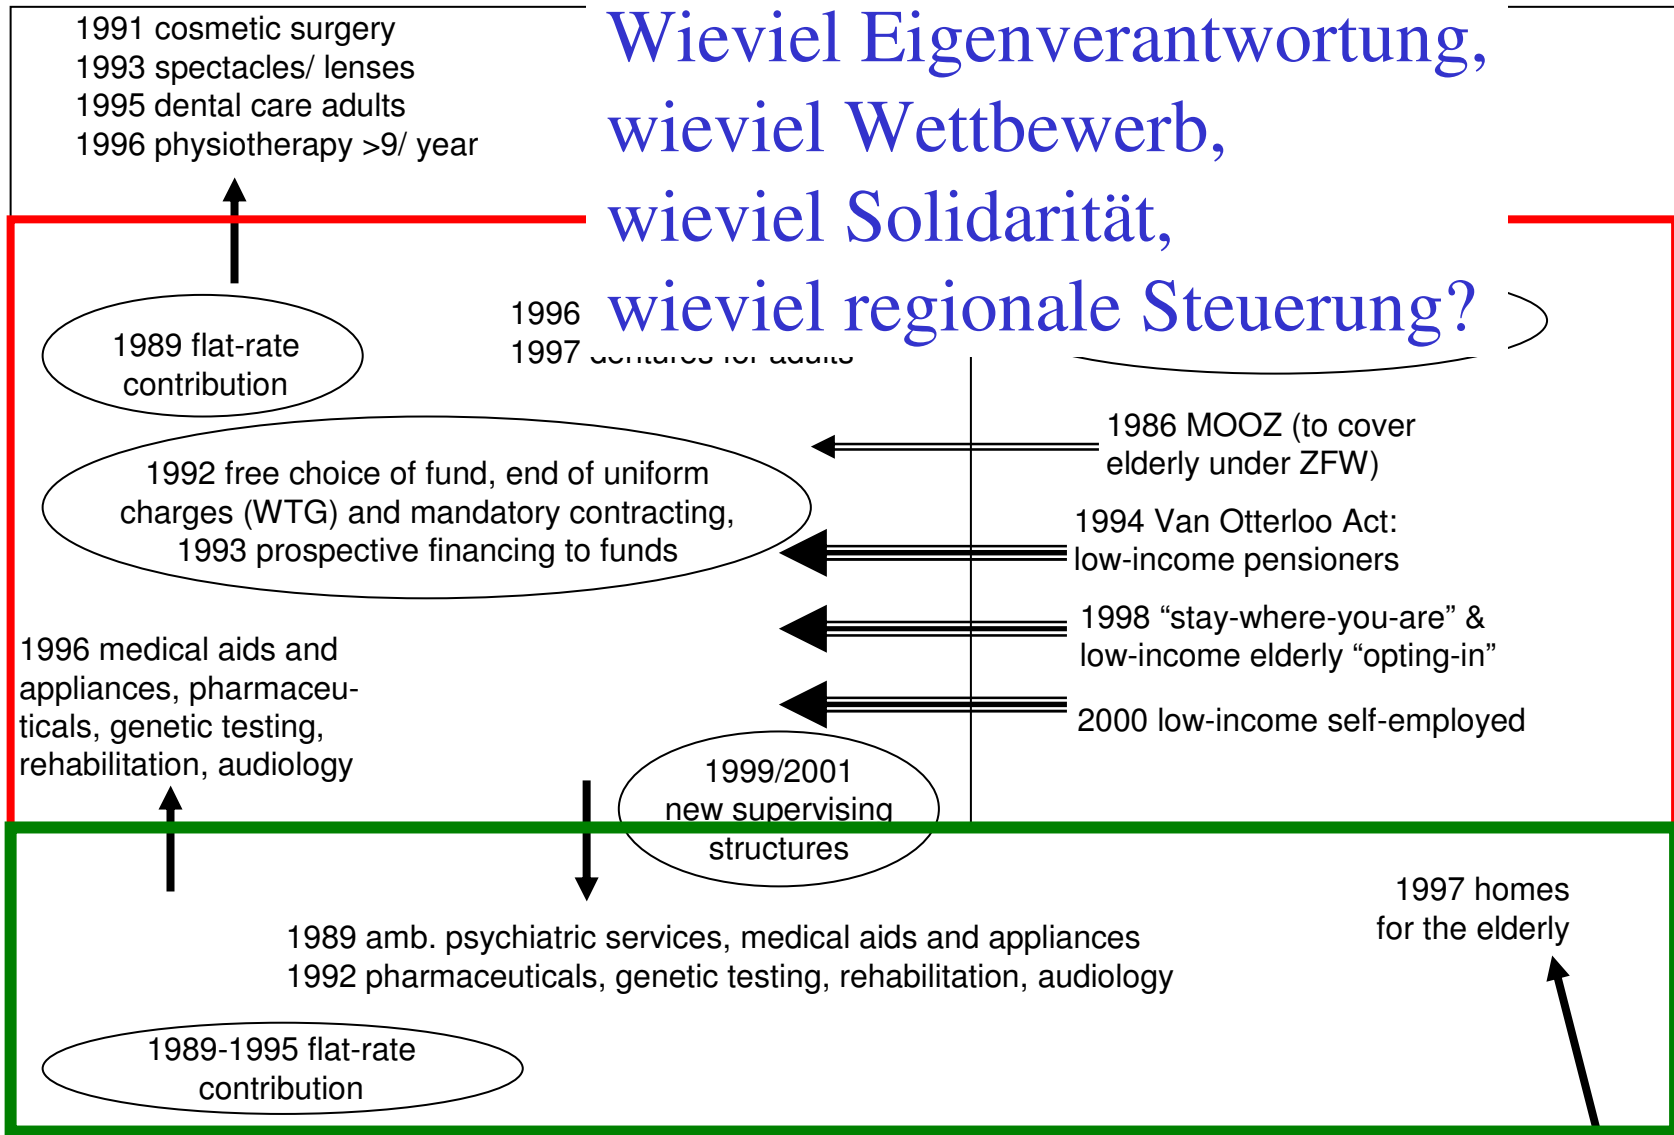 1991 cosmetic surgery
1993 spectacles/ lenses
1995 dental care adults
1996 physiotherapy >9/ year
Wieviel Eigenverantwortung,
wieviel Wettbewerb,
wieviel Solidarität,
wieviel regionale Steuerung?
1989 flat-rate
contribution
1996
1997 dentures for adults
1992 free choice of fund, end of uniform
charges (WTG) and mandatory contracting,
1993 prospective financing to funds
1986 MOOZ (to cover
elderly under ZFW)
1994 Van Otterloo Act:
low-income pensioners
1998 “stay-where-you-are” &
low-income elderly “opting-in”
2000 low-income self-employed
1996 medical aids and
appliances, pharmaceu-
ticals, genetic testing,
rehabilitation, audiology
1999/2001
new supervising
structures
1989 amb. psychiatric services, medical aids and appliances
1992 pharmaceuticals, genetic testing, rehabilitation, audiology
1997 homes
for the elderly
1989-1995 flat-rate
contribution